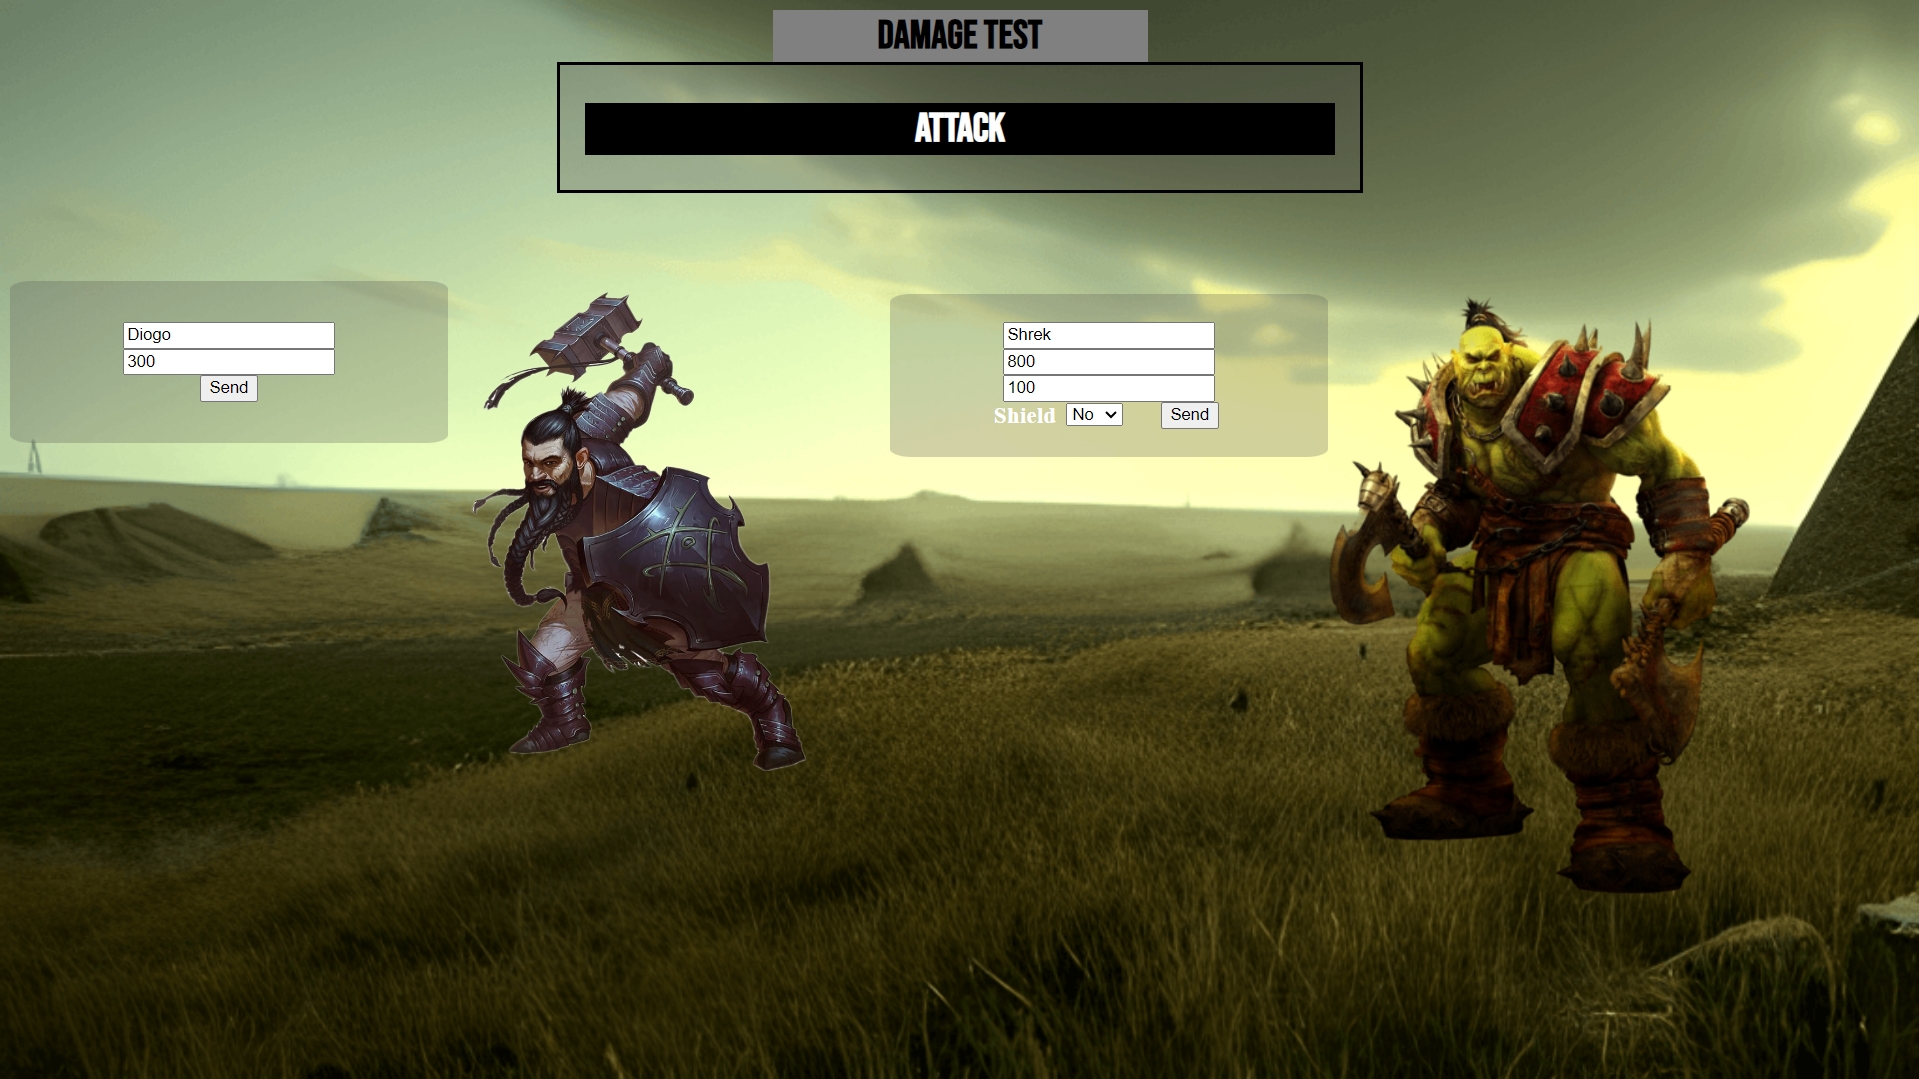 DAMAGE TEST
ATTACK
Diogo
300
Send
Shrek
800
100
Shield No Send